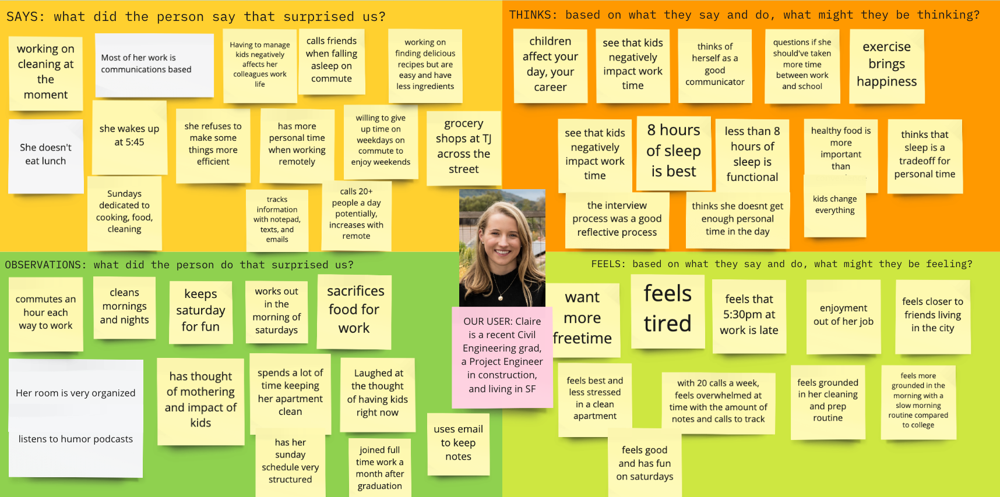 SAYS: what did the person say that surprised us?
working on
cleaning at
the
moment
Most of her work is
communications based
Having to manage
kids negatively
affects her
colleagues work
life
calls friends
when falling
asleep on
commute
working on
finding delicious
recipes but are
easy and have
less ingredients
She doesn't
eat lunch
she wakes up
at 5:45
she refuses to
make some
things more
efficient
has more
personal time
when working
remotely
willing to give
up time on
weekdays on
commute to
enjoy weekends
grocery
shops at TJ
across the
street
Sundays
dedicated to
cooking, food,
cleaning
tracks
information
with notepad,
texts, and
emails
calls 20+
people a day
potentially,
increases with
remote
THINKS: based on what they say and do, what might they be thinking?
children
affect your
day, your
career
see that kids
negatively
impact work
time
thinks of
herself as a
good
communicator
questions if she
should've taken
more time
between work
and school
exercise
brings
happiness
see that kids
negatively
impact work
time
8 hours
of sleep
is best
less than 8
hours of
sleep is
functional
healthy food is
more
important
than
thinks that
sleep is a
tradeoff for
personal time
the interview
process was a good
reflective process
thinks she doesnt get
enough personal
time in the day
kids change
everything
OBSERVATIONS: what did the person do that surprised us?
commutes an
hour each
way to work
cleans
mornings
and nights
keeps
saturday
for fun
works out
in the
morning of
saturdays
sacrifices
food for
work
Her room is very organized
listens to humor podcasts
has thought
of mothering
and impact of
kids
spends a lot of
time keeping
her apartment
clean
Laughed at
the thought
of having kids
right now
has her
sunday
schedule very
structured
joined full
time work a
month after
graduation
uses email
to keep
notes
OUR USER: Claire
is a recent Civil
Engineering grad,
a Project Engineer
in construction,
and living in SF
FEELS: based on what they say and do, what might they be feeling?
want
more
freetime
feels
tired
feels that
5:30pm at
work is late
enjoyment
out of her job
feels closer to
friends living
in the city
feels best and
less stressed
in a clean
apartment
with 20 calls a week,
feels overwhelmed at
time with the amount of
notes and calls to track
feels grounded
in her cleaning
and prep
routine
feels more
grounded in the
morning with a
slow morning
routine compared
to college
feels good
and has fun
on saturdays